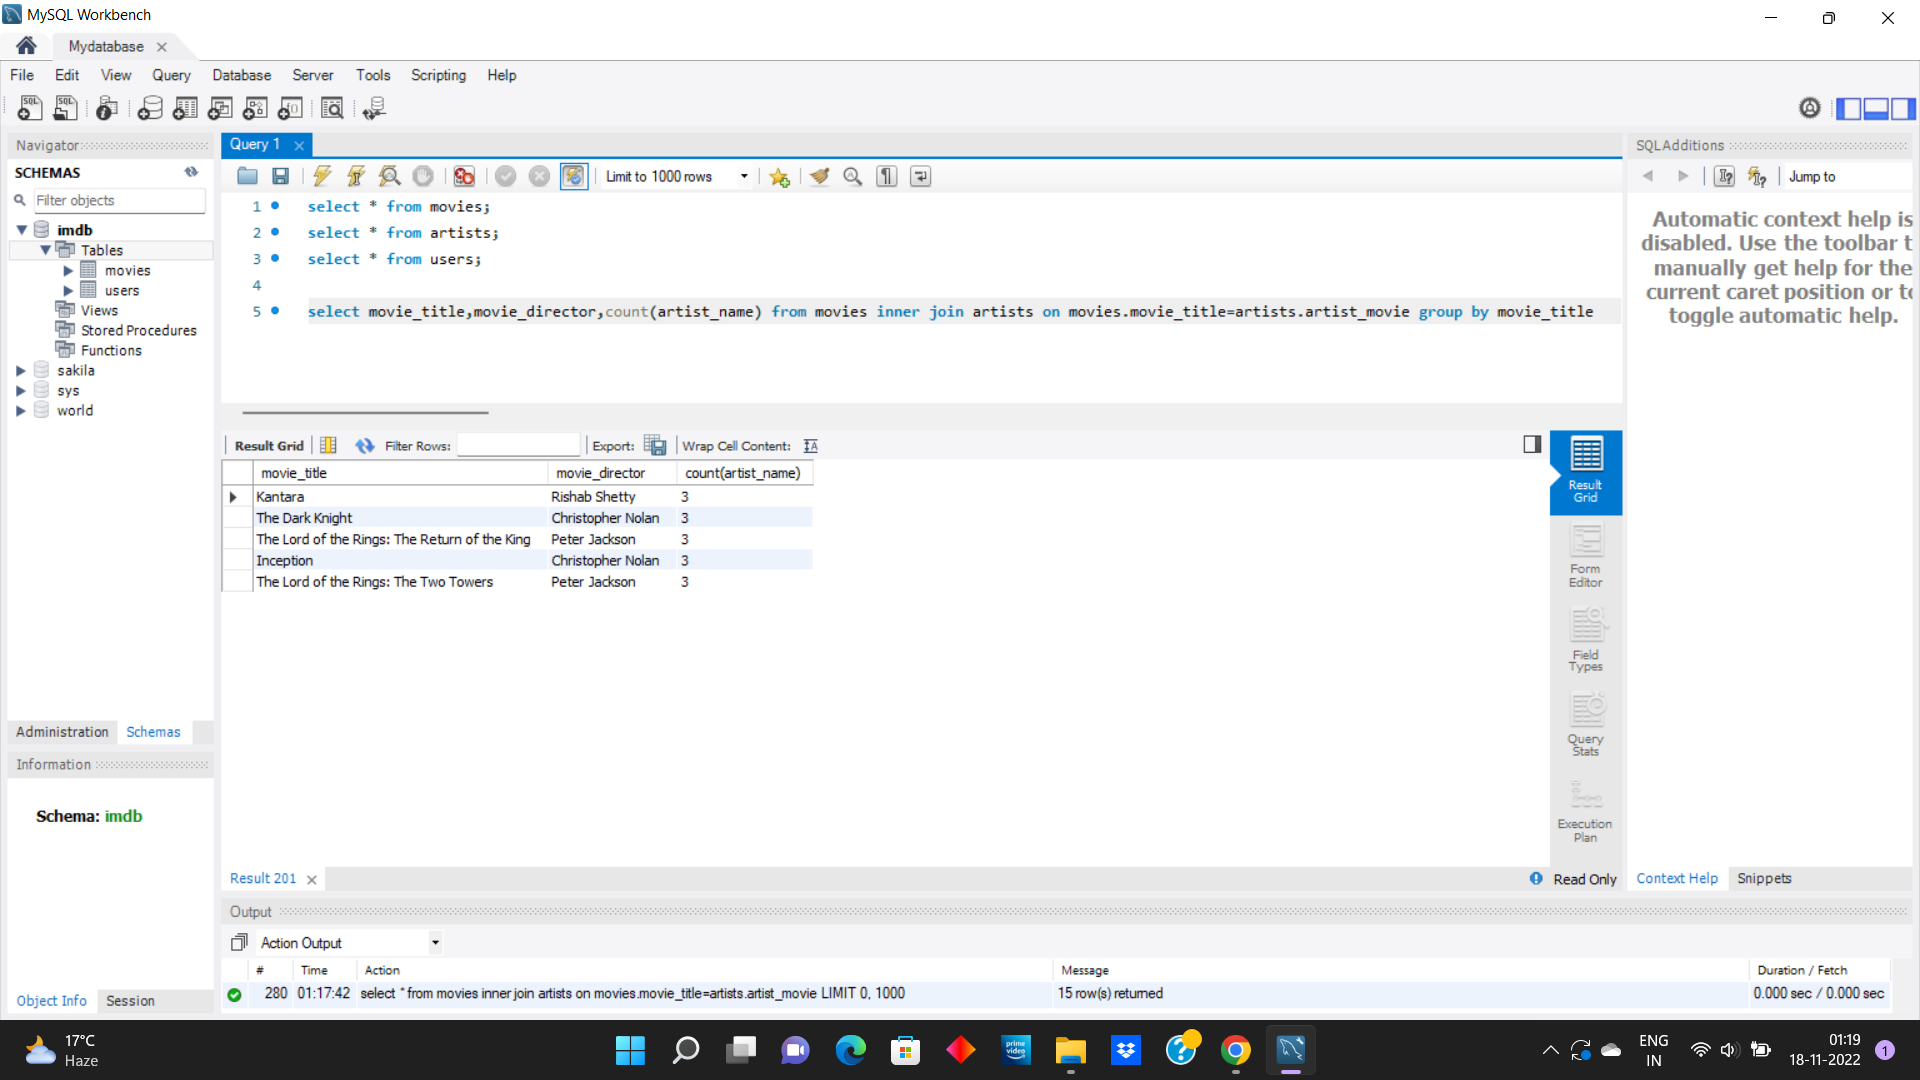 MySQL Workbench
Mydatabase
File Edit View Query Database Server Tools Scripting Help
Navigator
SCHEMAS
Filter objects
imdb
Tables
movies
users
Views
Stored Procedures
Functions
sakila
sys
world
Administration Schemas
Information
Schema: imdb
Object Info Session
Query 1
Limit to 1000 rows
1 select * from movies;
2 select * from artists;
3 select * from users;
4
5 select movie_title,movie_director,count(artist_name) from movies inner join artists on movies.movie_title=artists.artist_movie group by movie_title
Result Grid Filter Rows: Export: Wrap Cell Content:
movie_title movie_director count(artist_name)
Kantara Rishab Shetty 3
The Dark Knight Christopher Nolan 3
The Lord of the Rings: The Return of the King Peter Jackson 3
Inception Christopher Nolan 3
The Lord of the Rings: The Two Towers Peter Jackson 3
Result
Grid
Form
Editor
Field
Types
Query
Stats
Execution
Plan
Result 201
Read Only
SQLAdditions
Jump to
Automatic context help is
disabled. Use the toolbar t
manually get help for the
current caret position or to
toggle automatic help.
Context Help Snippets
Output
Action Output
# Time Action Message Duration / Fetch
280 01:17:42 select * from movies inner join artists on movies.movie_title=artists.artist_movie LIMIT 0, 1000 15 row(s) returned 0.000 sec / 0.000 sec
17°C
Haze
prime
video
ENG
IN
01:19
18-11-2022
1